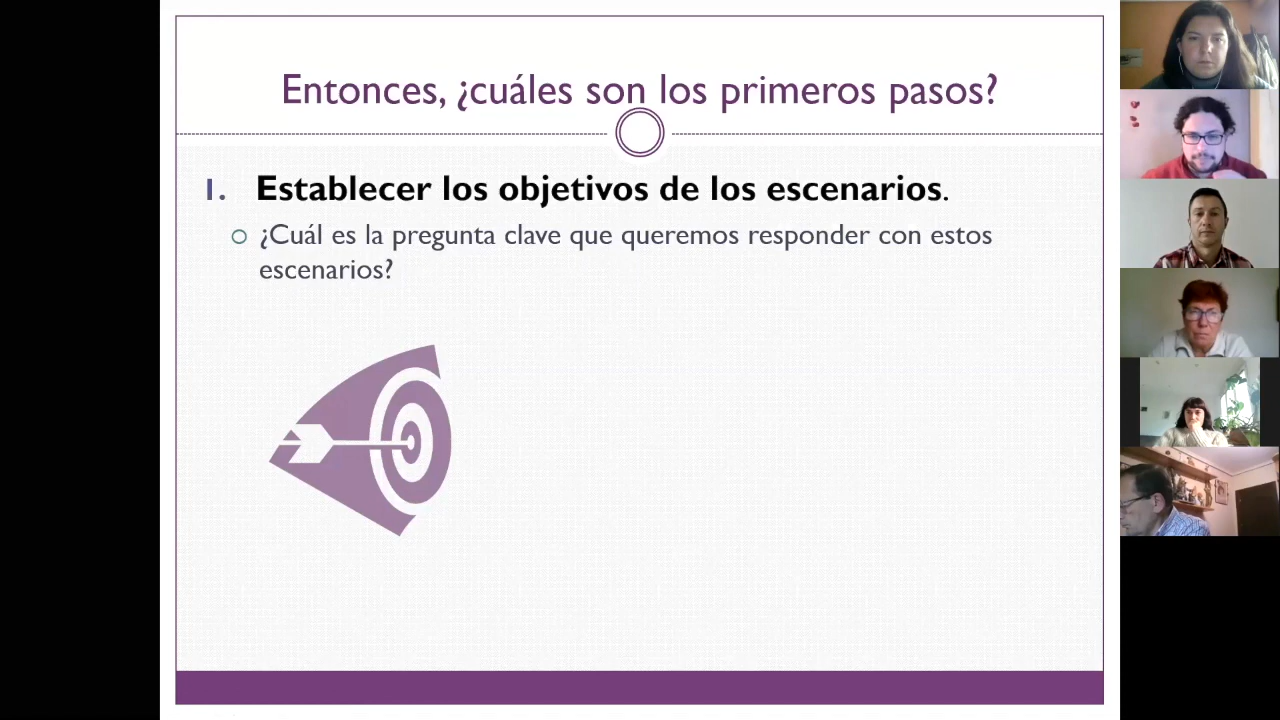 Entonces, ¿cuáles son los primeros pasos?
1. Establecer los objetivos de los escenarios.
¿Cuál es la pregunta clave que queremos responder con estos
escenarios?